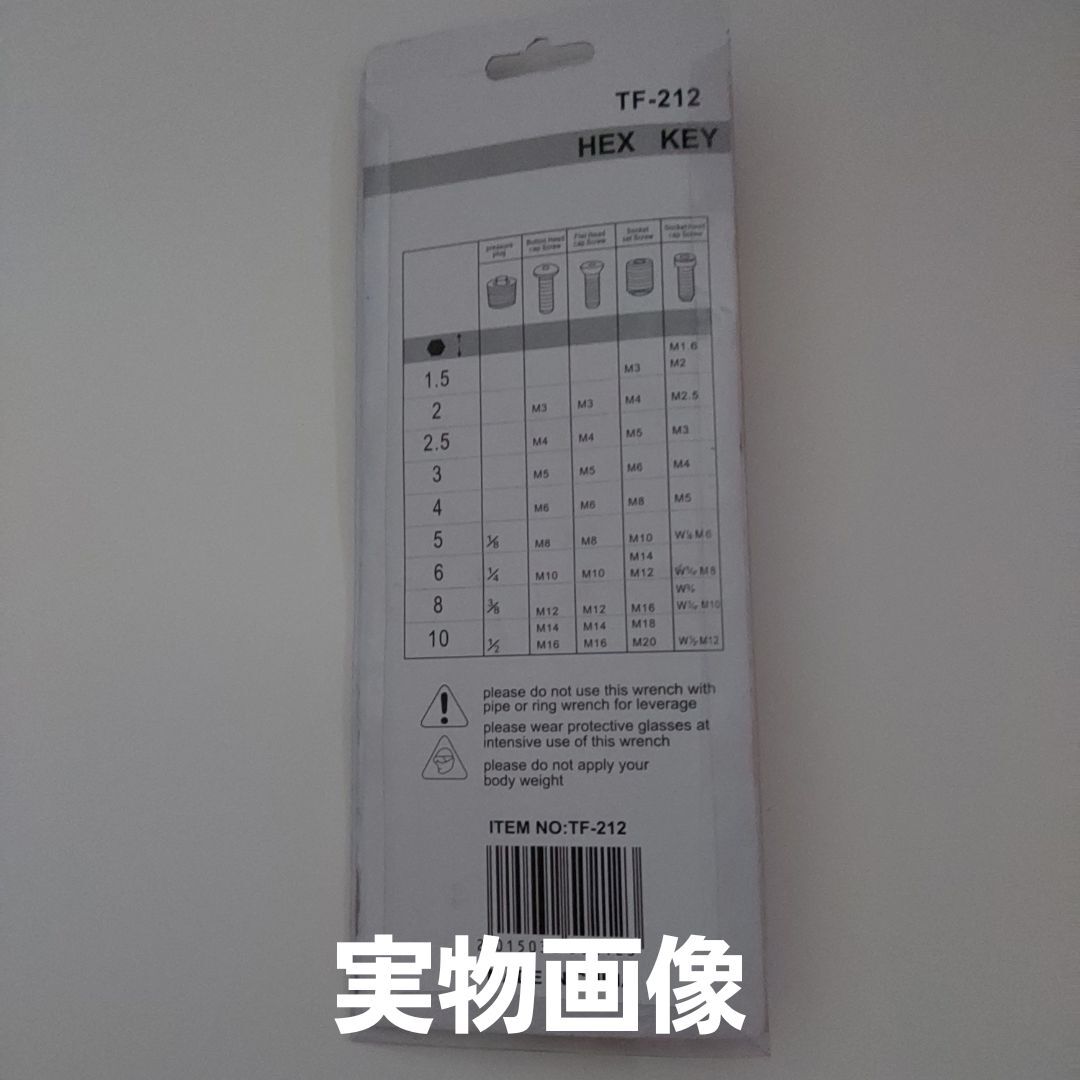 TF-212
HEX KEY
pressure plug
Button Head cap Screw
Flat Head cap Screw
Socket set Screw
Socket Head cap Screw
M1.6
1.5 M3 M2
2 M3 M3 M4 M2.5
2.5 M4 M4 M5 M3
3 M5 M5 M6 M4
4 M6 M6 M8 M5
5 ⅛ M8 M8 M10 W¼ M6
M14
6 ¼ M10 M10 M12 M8
8 ⅜ M12 M12 M16 M10
M14 M14 M18
10 ½ M16 M16 M20 W½ M12
please do not use this wrench with
pipe or ring wrench for leverage
please wear protective glasses at
intensive use of this wrench
please do not apply your
body weight
ITEM NO:TF-212
実物画像